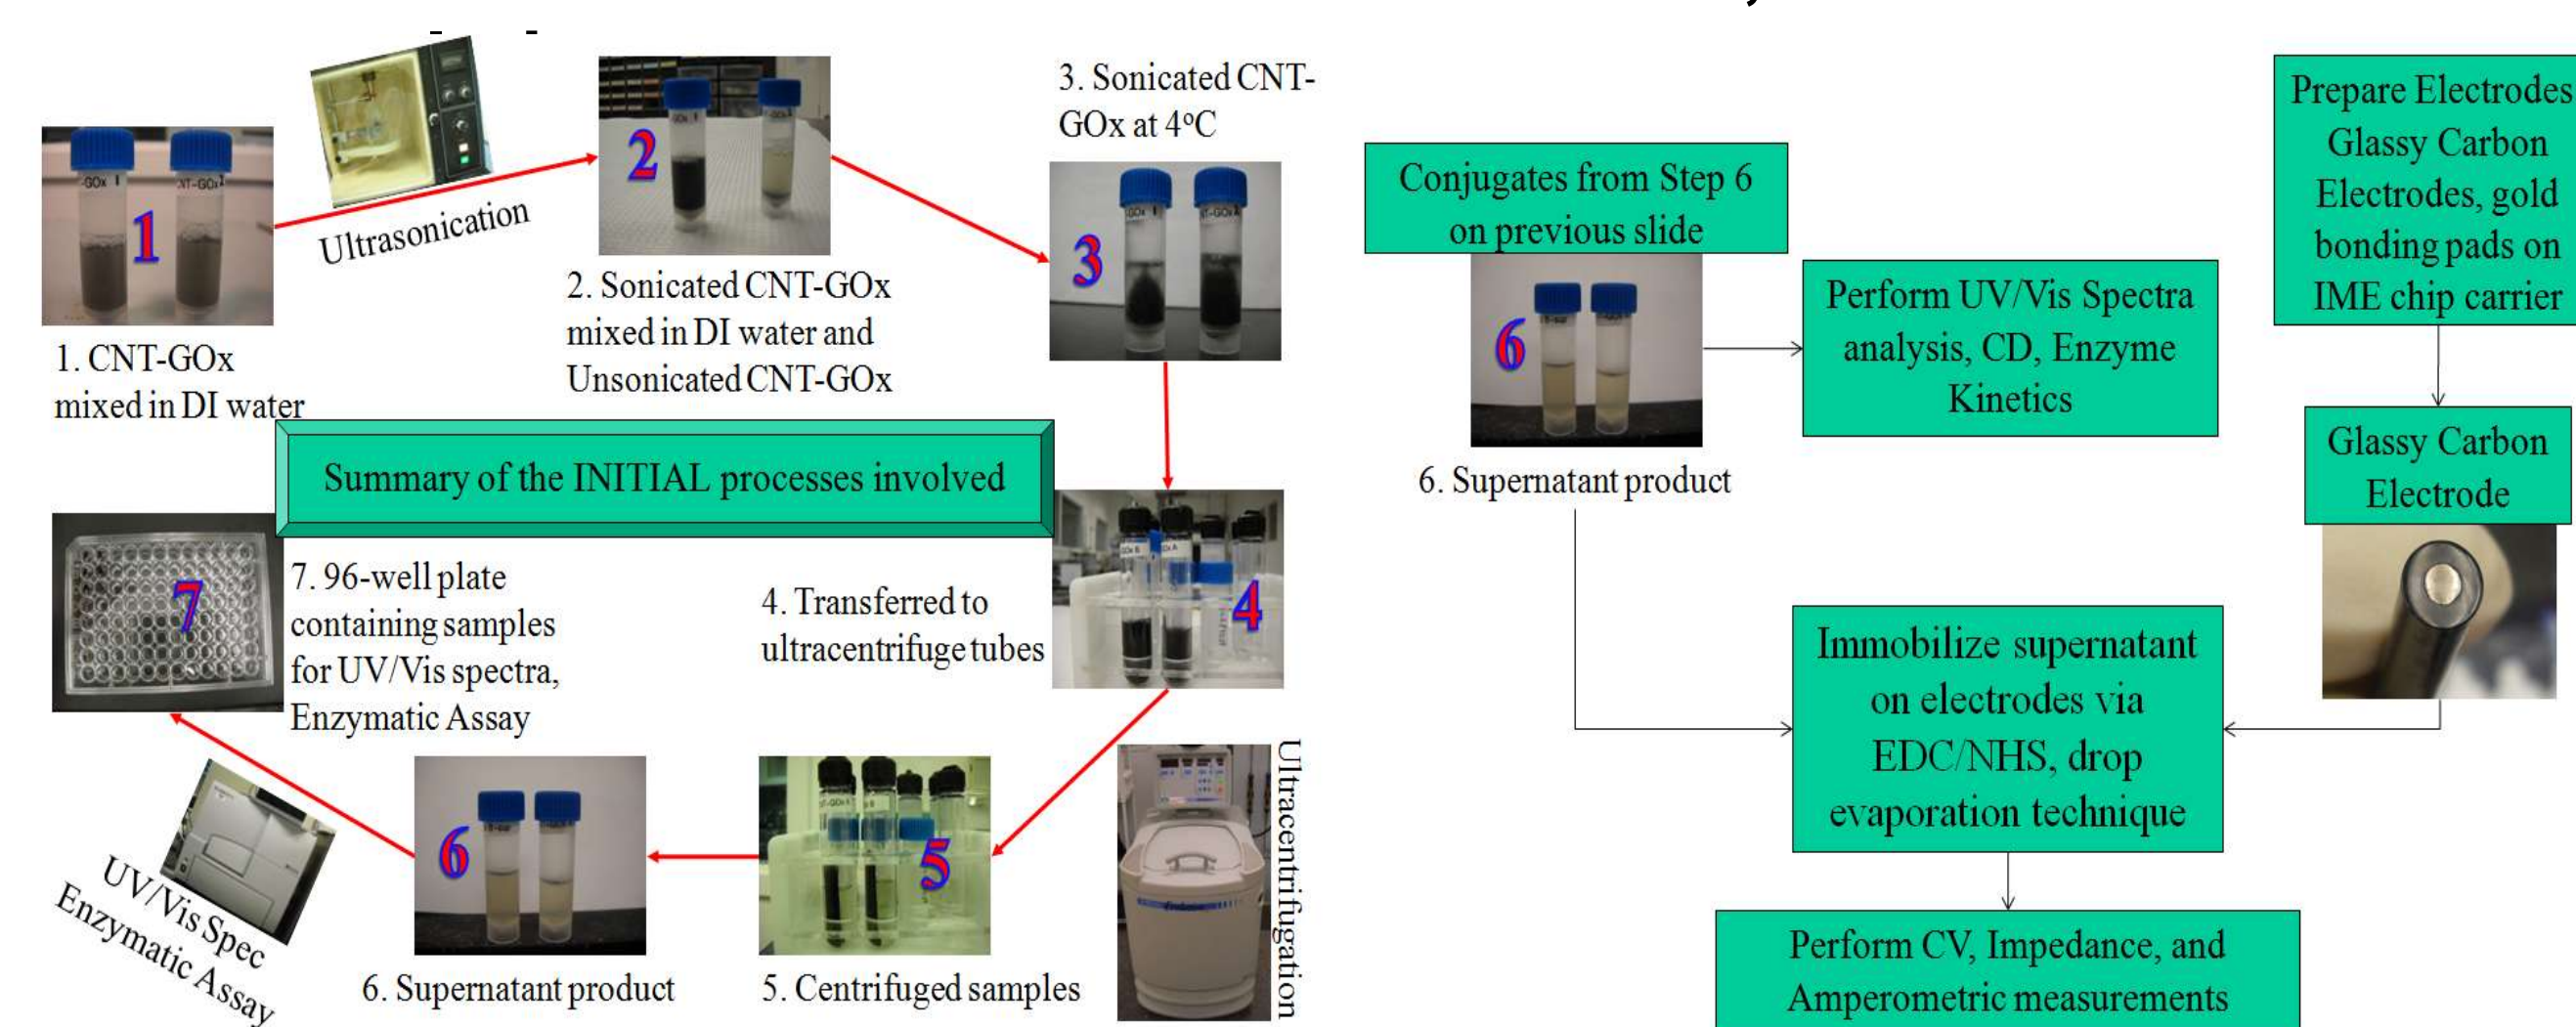 1. CNT-GOx
mixed in DI water
Ultrasonication
2. Sonicated CNT-GOx
mixed in DI water and
Unsonicated CNT-GOx
3. Sonicated CNT-
GOx at 4ºC
Summary of the INITIAL processes involved
4. Transferred to
ultracentrifuge tubes
Ultracentrifugation
5. Centrifuged samples
6. Supernatant product
UV/Vis Spec
Enzymatic Assay
7. 96-well plate
containing samples
for UV/Vis spectra,
Enzymatic Assay
1
2
3
4
5
6
7
Conjugates from Step 6
on previous slide
6
6. Supernatant product
Perform UV/Vis Spectra
analysis, CD, Enzyme
Kinetics
Prepare Electrodes
Glassy Carbon
Electrodes, gold
bonding pads on
IME chip carrier
Glassy Carbon
Electrode
Immobilize supernatant
on electrodes via
EDC/NHS, drop
evaporation technique
Perform CV, Impedance, and
Amperometric measurements